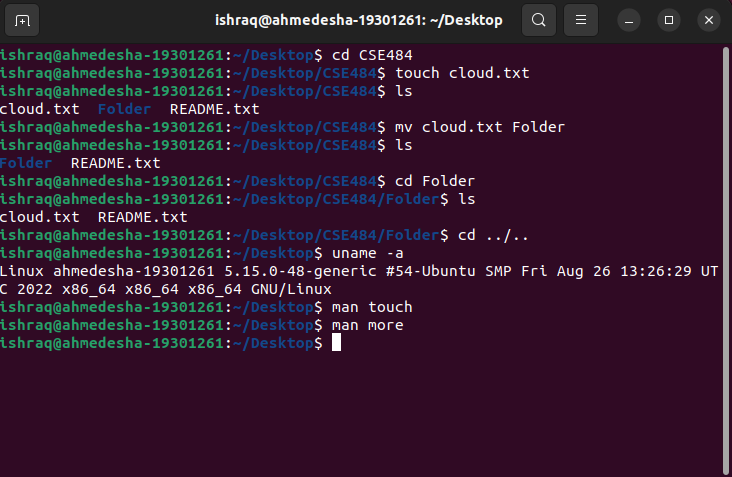 ishraq@ahmedesha-19301261: ~/Desktop
ishraq@ahmedesha-19301261:~/Desktop$ cd CSE484
ishraq@ahmedesha-19301261:~/Desktop/CSE484$ touch cloud.txt
ishraq@ahmedesha-19301261:~/Desktop/CSE484$ ls
cloud.txt  Folder  README.txt
ishraq@ahmedesha-19301261:~/Desktop/CSE484$ mv cloud.txt Folder
ishraq@ahmedesha-19301261:~/Desktop/CSE484$ ls
Folder  README.txt
ishraq@ahmedesha-19301261:~/Desktop/CSE484$ cd Folder
ishraq@ahmedesha-19301261:~/Desktop/CSE484/Folder$ ls
cloud.txt  README.txt
ishraq@ahmedesha-19301261:~/Desktop/CSE484/Folder$ cd ../..
ishraq@ahmedesha-19301261:~/Desktop$ uname -a
Linux ahmedesha-19301261 5.15.0-48-generic #54-Ubuntu SMP Fri Aug 26 13:26:29 UT
C 2022 x86_64 x86_64 x86_64 GNU/Linux
ishraq@ahmedesha-19301261:~/Desktop$ man touch
ishraq@ahmedesha-19301261:~/Desktop$ man more
ishraq@ahmedesha-19301261:~/Desktop$